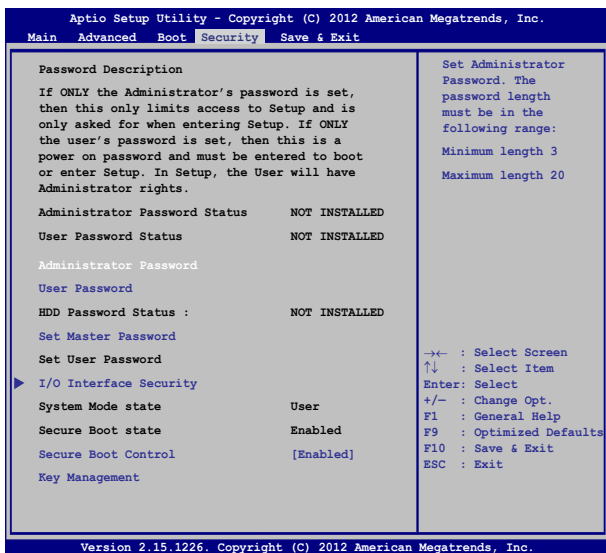 Aptio Setup Utility - Copyright (C) 2012 American Megatrends, Inc.
Main Advanced Boot Security Save & Exit
Password Description
If ONLY the Administrator's password is set,
then this only limits access to Setup and is
only asked for when entering Setup. If ONLY
the user's password is set, then this is a
power on password and must be entered to boot
or enter Setup. In Setup, the User will have
Administrator rights.
Administrator Password Status NOT INSTALLED
User Password Status NOT INSTALLED
Administrator Password
User Password
HDD Password Status : NOT INSTALLED
Set Master Password
Set User Password
I/O Interface Security
System Mode state User
Secure Boot state Enabled
Secure Boot Control [Enabled]
Key Management
Set Administrator
Password. The
password length
must be in the
following range:
Minimum length 3
Maximum length 20
→← : Select Screen
↑↓ : Select Item
Enter: Select
+/— : Change Opt.
F1 : General Help
F9 : Optimized Defaults
F10 : Save & Exit
ESC : Exit
Version 2.15.1226. Copyright (C) 2012 American Megatrends, Inc.